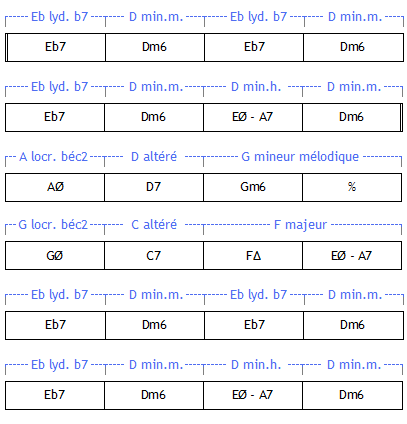 Eb lyd. b7 D min.m. Eb lyd. b7 D min.m.
Eb7 Dm6 Eb7 Dm6
Eb lyd. b7 D min.m. D min.h. D min.m.
Eb7 Dm6 EØ - A7 Dm6
A locr. béc2 D altéré G mineur mélodique
AØ D7 Gm6 %
G locr. béc2 C altéré F majeur
GØ C7 FΔ EØ - A7
Eb lyd. b7 D min.m. Eb lyd. b7 D min.m.
Eb7 Dm6 Eb7 Dm6
Eb lyd. b7 D min.m. D min.h. D min.m.
Eb7 Dm6 EØ - A7 Dm6